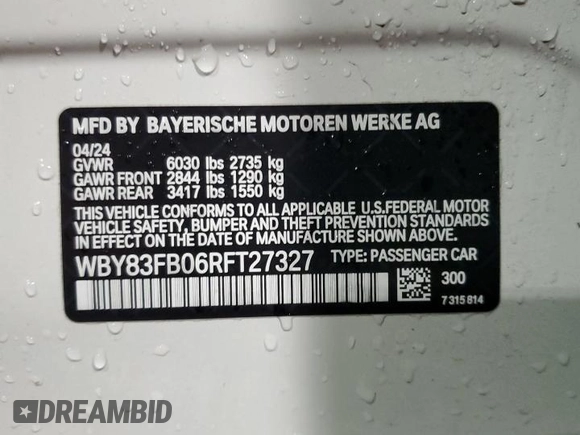 MFD BY BAYERISCHE MOTOREN WERKE AG
04/24
GVWR 6030 lbs 2735 kg
GAWR FRONT 2844 lbs 1290 kg
GAWR REAR 3417 lbs 1550 kg
THIS VEHICLE CONFORMS TO ALL APPLICABLE U.S.FEDERAL MOTOR
VEHICLE SAFETY, BUMPER AND THEFT PREVENTION STANDARDS
IN EFFECT ON THE DATE OF MANUFACTURE SHOWN ABOVE.
WBY83FB06RFT27327 TYPE: PASSENGER CAR
300
7 315 814
DREAMBID